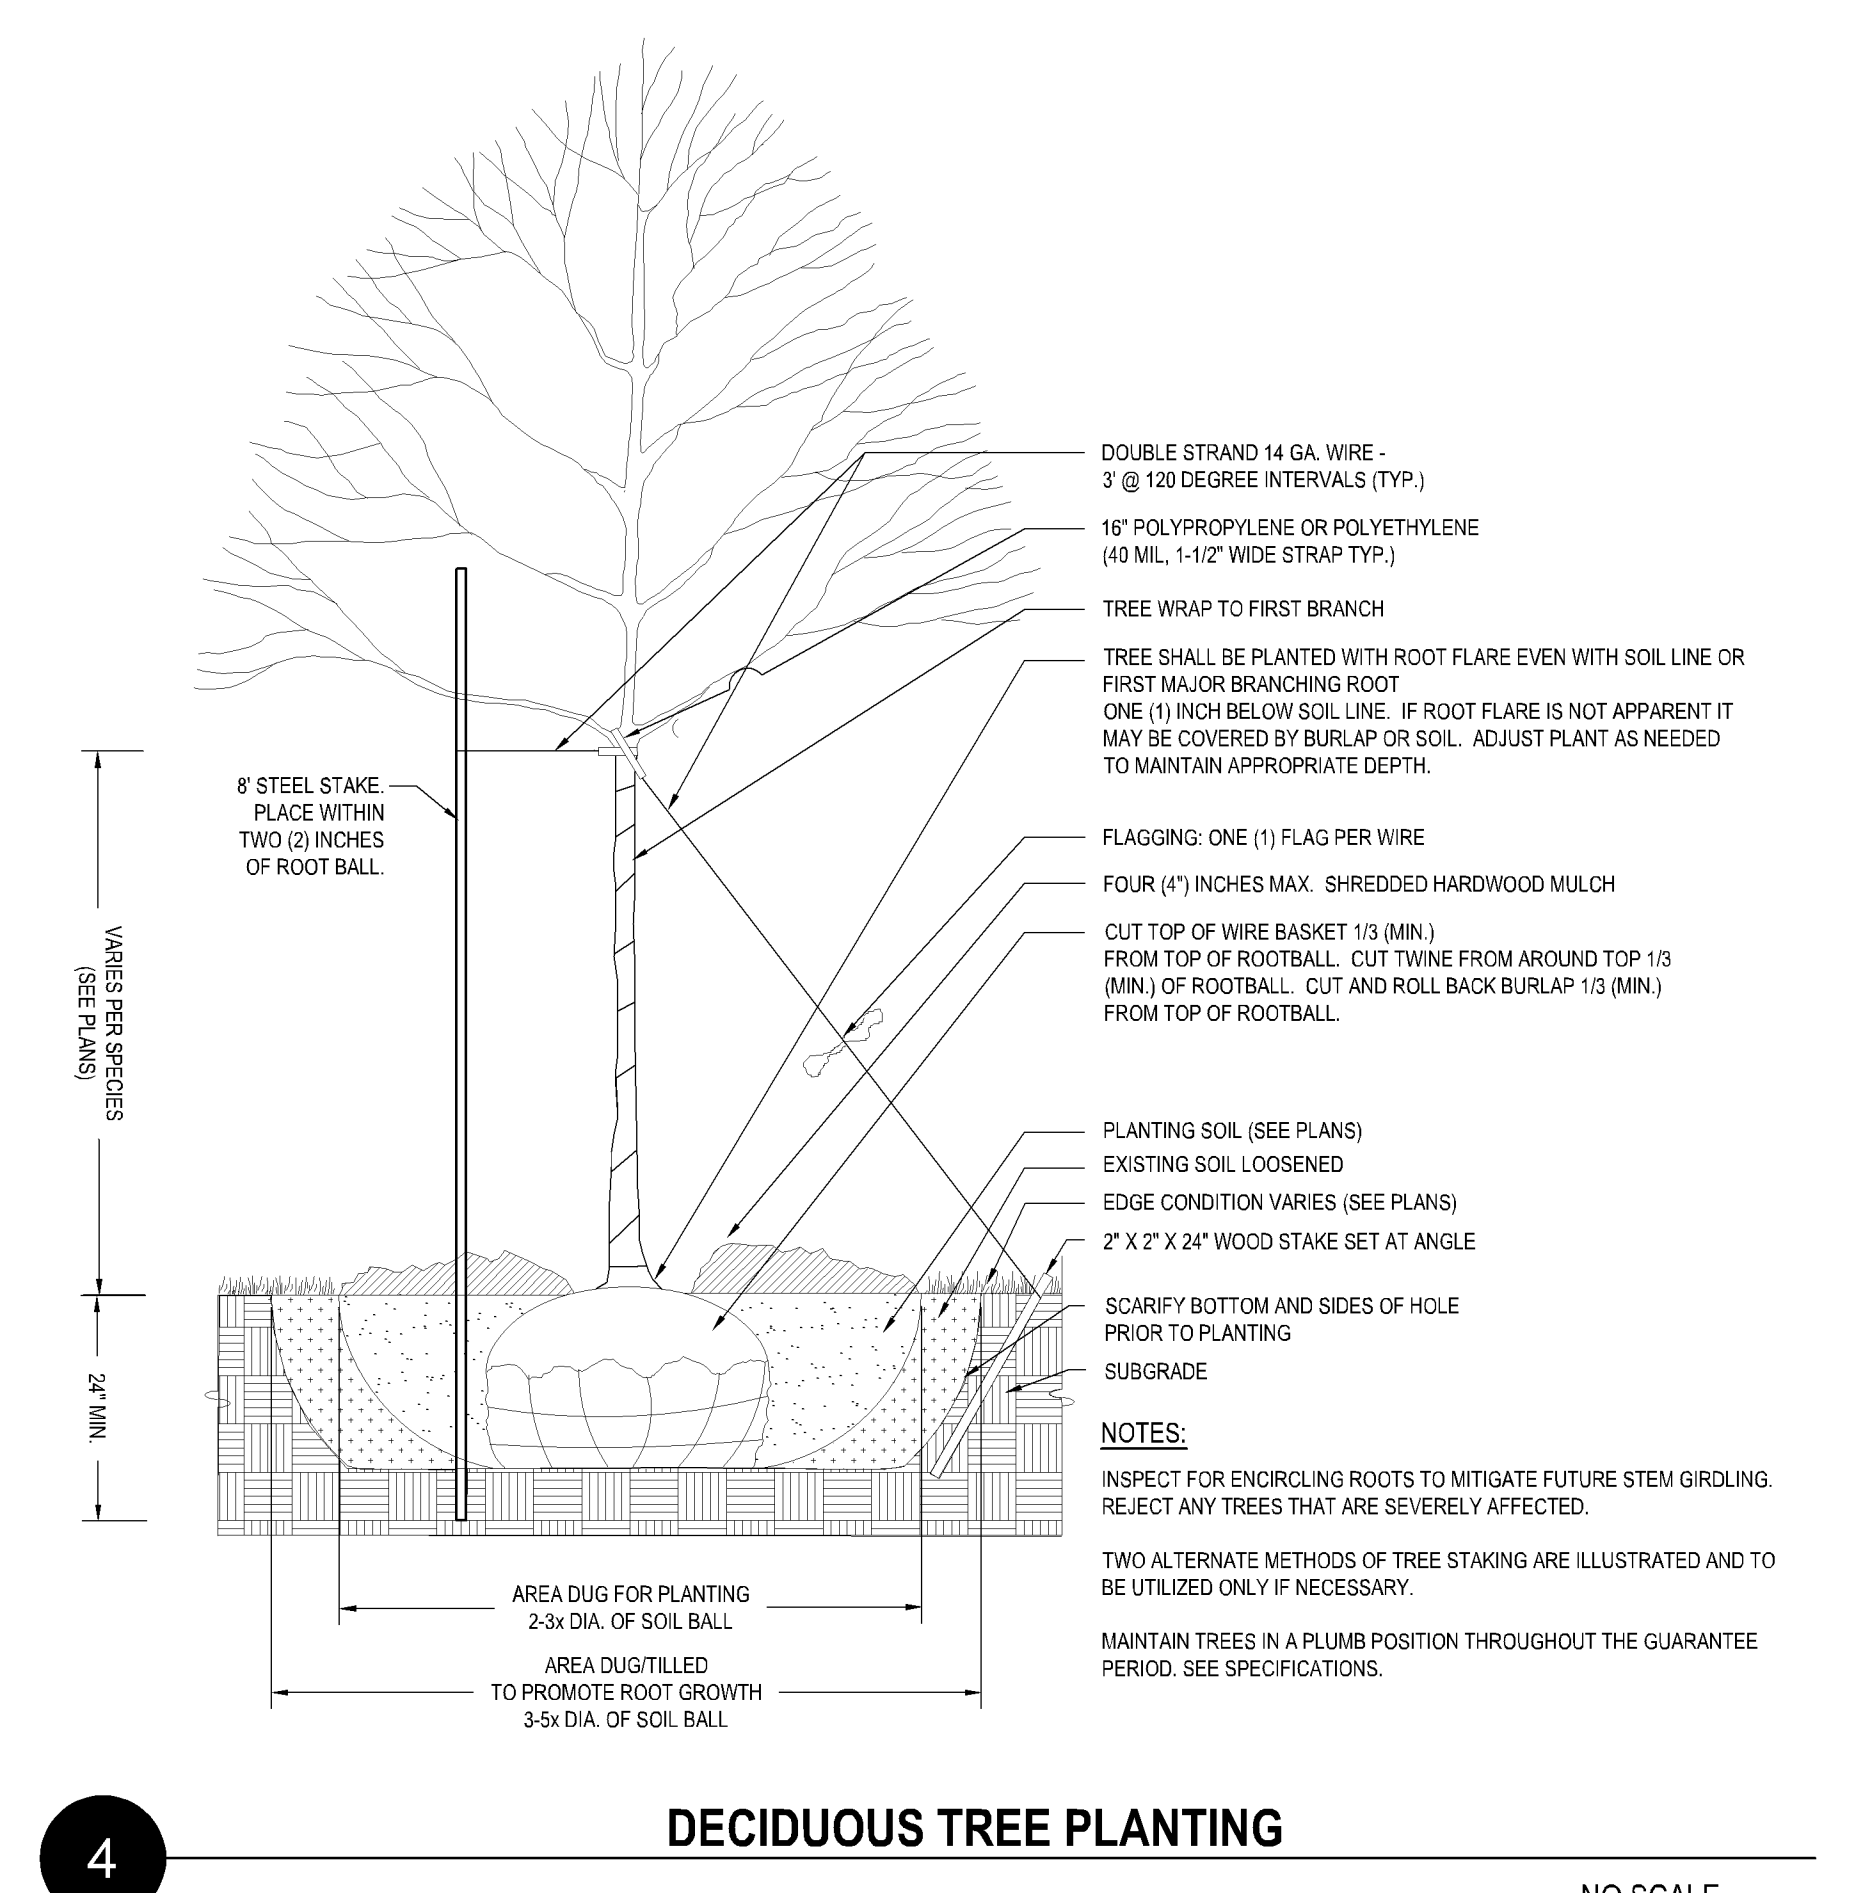 DOUBLE STRAND 14 GA. WIRE -
3' @ 120 DEGREE INTERVALS (TYP.)
16" POLYPROPYLENE OR POLYETHYLENE
(40 MIL, 1-1/2" WIDE STRAP TYP.)
TREE WRAP TO FIRST BRANCH
TREE SHALL BE PLANTED WITH ROOT FLARE EVEN WITH SOIL LINE OR
FIRST MAJOR BRANCHING ROOT
ONE (1) INCH BELOW SOIL LINE. IF ROOT FLARE IS NOT APPARENT IT
MAY BE COVERED BY BURLAP OR SOIL. ADJUST PLANT AS NEEDED
TO MAINTAIN APPROPRIATE DEPTH.
8' STEEL STAKE.
PLACE WITHIN
TWO (2) INCHES
OF ROOT BALL.
FLAGGING: ONE (1) FLAG PER WIRE
FOUR (4") INCHES MAX. SHREDDED HARDWOOD MULCH
CUT TOP OF WIRE BASKET 1/3 (MIN.)
FROM TOP OF ROOTBALL. CUT TWINE FROM AROUND TOP 1/3
(MIN.) OF ROOTBALL. CUT AND ROLL BACK BURLAP 1/3 (MIN.)
FROM TOP OF ROOTBALL.
VARIES PER SPECIES
(SEE PLANS)
PLANTING SOIL (SEE PLANS)
EXISTING SOIL LOOSENED
EDGE CONDITION VARIES (SEE PLANS)
2" X 2" X 24" WOOD STAKE SET AT ANGLE
SCARIFY BOTTOM AND SIDES OF HOLE
PRIOR TO PLANTING
SUBGRADE
24" MIN.
NOTES:
INSPECT FOR ENCIRCLING ROOTS TO MITIGATE FUTURE STEM GIRDLING.
REJECT ANY TREES THAT ARE SEVERELY AFFECTED.
TWO ALTERNATE METHODS OF TREE STAKING ARE ILLUSTRATED AND TO
BE UTILIZED ONLY IF NECESSARY.
MAINTAIN TREES IN A PLUMB POSITION THROUGHOUT THE GUARANTEE
PERIOD. SEE SPECIFICATIONS.
AREA DUG FOR PLANTING
2-3x DIA. OF SOIL BALL
AREA DUG/TILLED
TO PROMOTE ROOT GROWTH
3-5x DIA. OF SOIL BALL
4
DECIDUOUS TREE PLANTING
NO SCALE